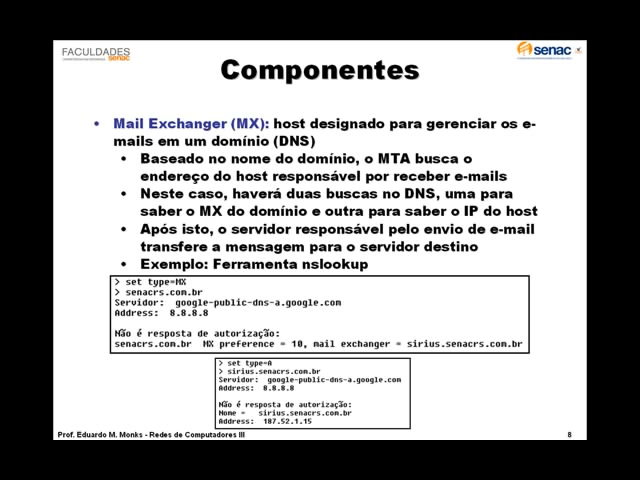 FACULDADES
senac
senac
Componentes
• Mail Exchanger (MX): host designado para gerenciar os e-
mails em um domínio (DNS)
• Baseado no nome do domínio, o MTA busca o
endereço do host responsável por receber e-mails
• Neste caso, haverá duas buscas no DNS, uma para
saber o MX do domínio e outra para saber o IP do host
• Após isto, o servidor responsável pelo envio de e-mail
transfere a mensagem para o servidor destino
• Exemplo: Ferramenta nslookup
> set type=MX
> senacrs.com.br
Servidor:  google-public-dns-a.google.com
Address:  8.8.8.8
Não é resposta de autorização:
senacrs.com.br  MX preference = 10, mail exchanger = sirius.senacrs.com.br
> set type=A
> sirius.senacrs.com.br
Servidor:  google-public-dns-a.google.com
Address:  8.8.8.8
Não é resposta de autorização:
Nome =   sirius.senacrs.com.br
Address:  187.52.1.15
Prof. Eduardo M. Monks - Redes de Computadores III
8